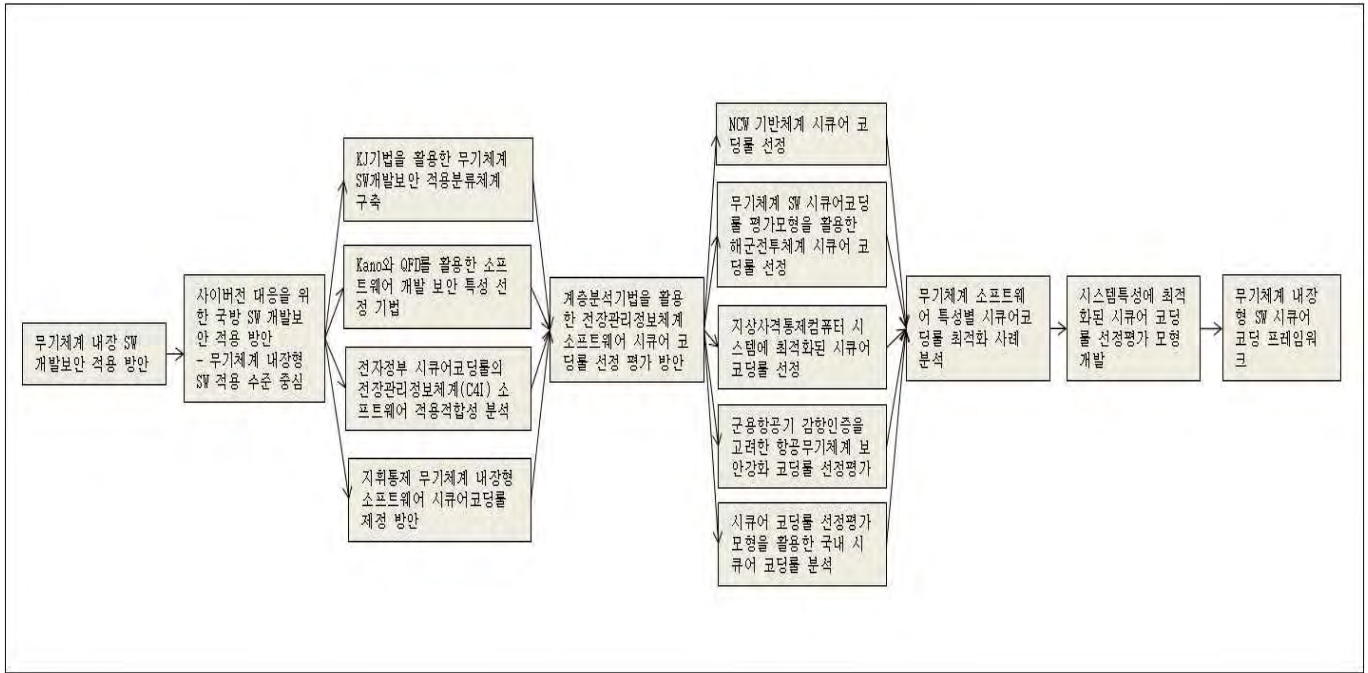 무기체계 내장 SW
개발보안 적용 방안
사이버전 대응을 위
한 국방 SW 개발보
안 적용 방안
- 무기체계 내장형
SW 적용 수준 중심
KJ기법을 활용한 무기체계
SW개발보안 적용분류체계
구축
Kano와 QFD를 활용한 소프
트웨어 개발 보안 특성 선
정 기법
전자정부 시큐어코딩룰의
전장관리정보체계(C4I) 소
프트웨어 적용적합성 분석
지휘통제 무기체계 내장형
소프트웨어 시큐어코딩룰
제정 방안
계층분석기법을 활용
한 전장관리정보체계
소프트웨어 시큐어 코
딩룰 선정 평가 방안
NCW 기반체계 시큐어 코
딩룰 선정
무기체계 SW 시큐어코딩
룰 평가모형을 활용한
해군전투체계 시큐어 코
딩룰 선정
지상사격통제컴퓨터 시
스템에 최적화된 시큐어
코딩룰 선정
군용항공기 감항인증을
고려한 항공무기체계 보
안강화 코딩룰 선정평가
시큐어 코딩룰 선정평가
모형을 활용한 국내 시
큐어 코딩룰 분석
무기체계 소프트웨
어 특성별 시큐어코
딩룰 최적화 사례
분석
시스템특성에 최적
화된 시큐어 코딩
룰 선정평가 모형
개발
무기체계 내장
형 SW 시큐어
코딩 프레임워
크